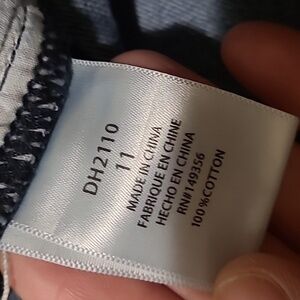 DH2110
11
MADE IN CHINA
FABRIQUE EN CHINE
HECHO EN CHINA
RN#149356
100%COTTON